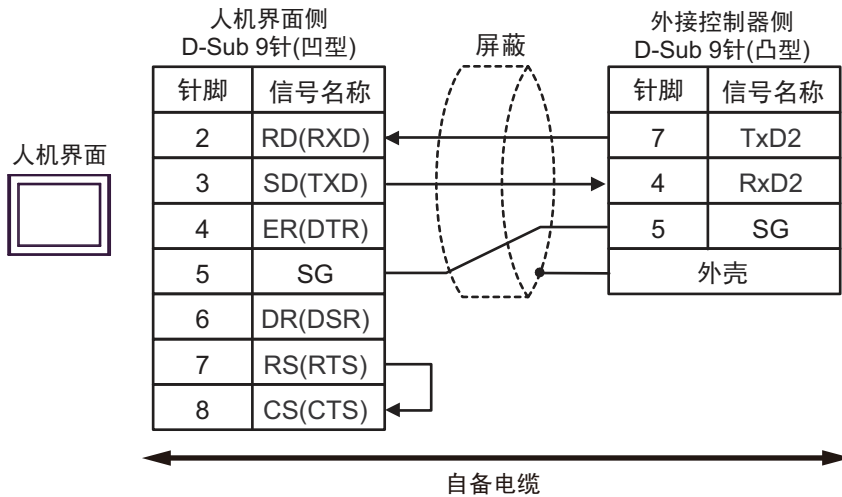 人机界面侧
D-Sub 9针(凹型)
屏蔽
外接控制器侧
D-Sub 9针(凸型)
人机界面
针脚 信号名称
2 RD(RXD)
3 SD(TXD)
4 ER(DTR)
5 SG
6 DR(DSR)
7 RS(RTS)
8 CS(CTS)
针脚 信号名称
7 TxD2
4 RxD2
5 SG
外壳
自备电缆